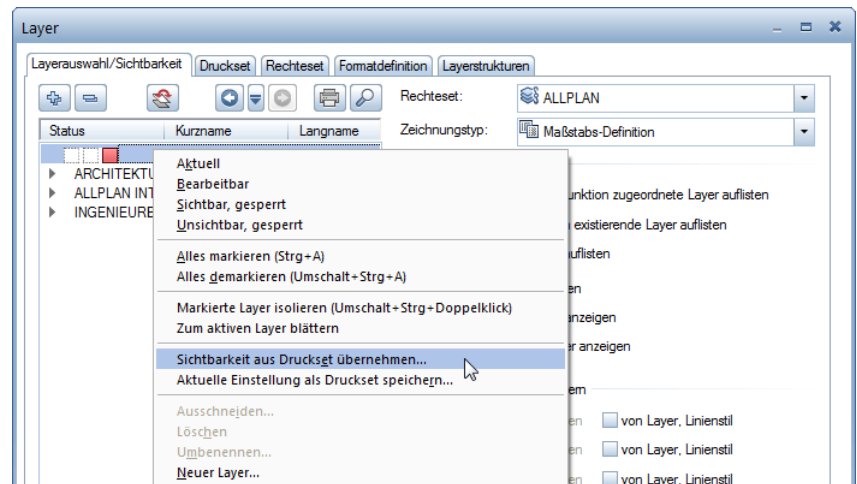 Layer
Layerauswahl/Sichtbarkeit Druckset Rechteset Formatdefinition Layerstrukturen
Rechteset: ALLPLAN
Status Kurzname Langname
Zeichnungstyp: Maßstabs-Definition
ARCHITEKTU
ALLPLAN INT
INGENIEURE
Aktuell
Bearbeitbar
Sichtbar, gesperrt
Unsichtbar, gesperrt
Alles markieren (Strg+A)
Alles demarkieren (Umschalt+Strg+A)
Markierte Layer isolieren (Umschalt+Strg+Doppelklick)
Zum aktiven Layer blättern
Sichtbarkeit aus Druckset übernehmen...
Aktuelle Einstellung als Druckset speichern...
Ausschneiden...
Löschen
Umbenennen...
Neuer Layer...
unktion zugeordnete Layer auflisten
existierende Layer auflisten
auflisten
en
anzeigen
er anzeigen
em
en von Layer, Linienstil
en von Layer, Linienstil
en von Layer, Linienstil